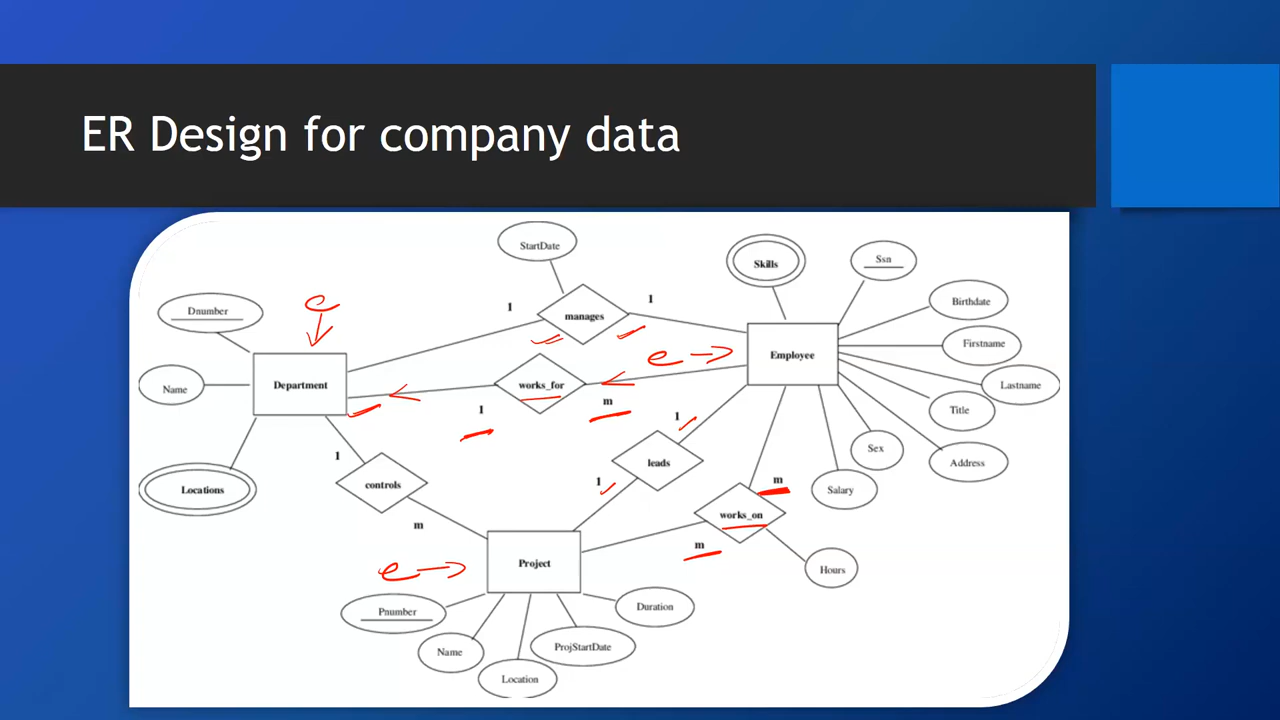 ER Design for company data
StartDate
Skills
Ssn
Dnumber
e
1
manages
1
Birthdate
Firstname
Name
Department
works_for
e
Employee
Lastname
1
m
1
Title
Locations
1
controls
leads
Sex
Address
1
m
Salary
m
works_on
m
Hours
e
Project
Pnumber
Duration
Name
ProjStartDate
Location